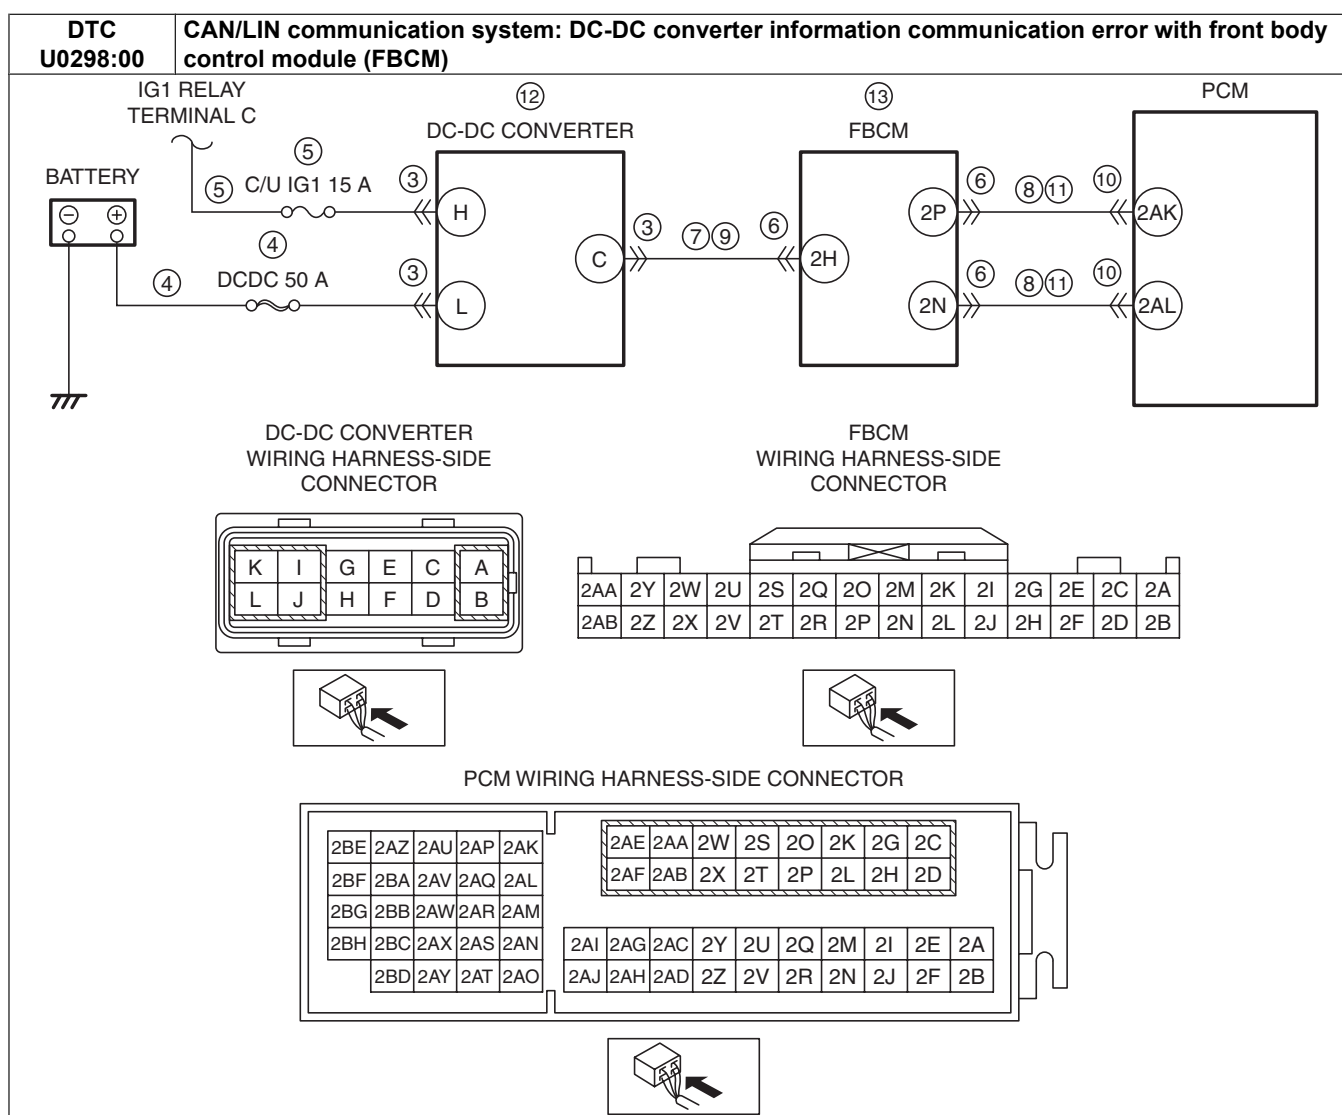 DTC
U0298:00
CAN/LIN communication system: DC-DC converter information communication error with front body
control module (FBCM)
IG1 RELAY
TERMINAL C
12
13
PCM
DC-DC CONVERTER
FBCM
BATTERY
5
5
C/U IG1 15 A
3
6
8 11
10
− +
H
2P
2AK
4
3
7 9
6
C
2H
4
DCDC 50 A
3
6
8 11
10
L
2N
2AL
DC-DC CONVERTER
WIRING HARNESS-SIDE
CONNECTOR
FBCM
WIRING HARNESS-SIDE
CONNECTOR
K I G E C A
L J H F D B
2AA 2Y 2W 2U 2S 2Q 2O 2M 2K 2I 2G 2E 2C 2A
2AB 2Z 2X 2V 2T 2R 2P 2N 2L 2J 2H 2F 2D 2B
PCM WIRING HARNESS-SIDE CONNECTOR
2BE 2AZ 2AU 2AP 2AK
2BF 2BA 2AV 2AQ 2AL
2BG 2BB 2AW 2AR 2AM
2BH 2BC 2AX 2AS 2AN
2BD 2AY 2AT 2AO
2AE 2AA 2W 2S 2O 2K 2G 2C
2AF 2AB 2X 2T 2P 2L 2H 2D
2AI 2AG 2AC 2Y 2U 2Q 2M 2I 2E 2A
2AJ 2AH 2AD 2Z 2V 2R 2N 2J 2F 2B